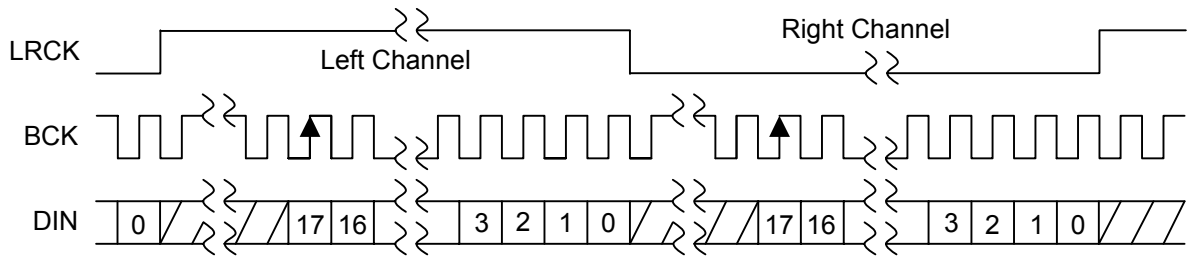 Right Channel
LRCK
Left Channel
BCK
DIN 0 17 16 3 2 1 0 17 16 3 2 1 0